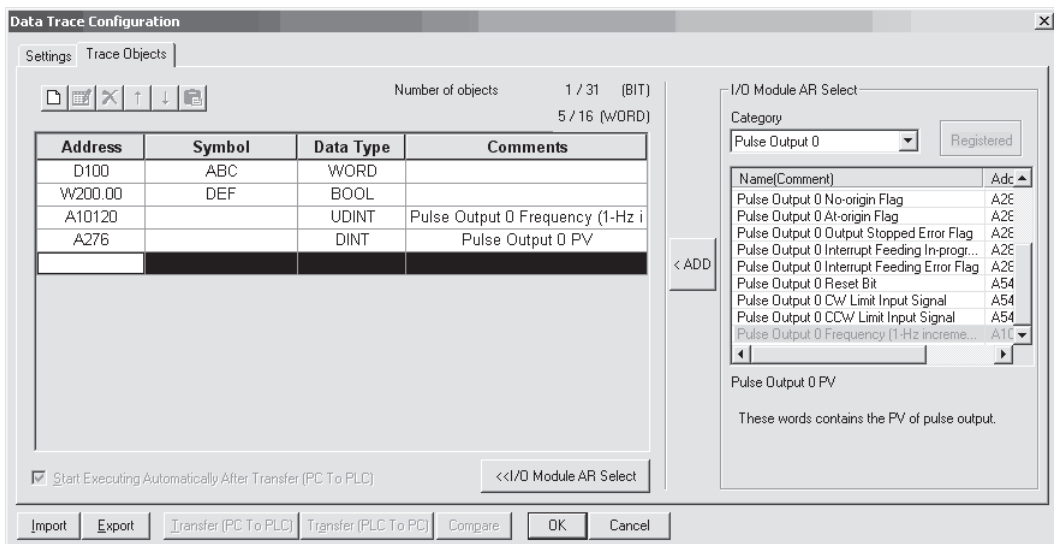 Data Trace Configuration
Settings Trace Objects
Number of objects 1 / 31 (BIT)
5 / 16 (WORD)
Address Symbol Data Type Comments
D100 ABC WORD
W200.00 DEF BOOL
A10120 UDINT Pulse Output 0 Frequency (1-Hz i
A276 DINT Pulse Output 0 PV
< ADD
I/O Module AR Select
Category
Pulse Output 0 Registered
Name(Comment) Adc
Pulse Output 0 No-origin Flag A28
Pulse Output 0 At-origin Flag A28
Pulse Output 0 Output Stopped Error Flag A28
Pulse Output 0 Interrupt Feeding In-progr... A28
Pulse Output 0 Interrupt Feeding Error Flag A28
Pulse Output 0 Reset Bit A54
Pulse Output 0 CW Limit Input Signal A54
Pulse Output 0 CCW Limit Input Signal A54
Pulse Output 0 Frequency (1-Hz increme... A10
Pulse Output 0 PV
These words contains the PV of pulse output.
Start Executing Automatically After Transfer (PC To PLC) <<I/O Module AR Select
Import Export Transfer (PC To PLC) Transfer (PLC To PC) Compare OK Cancel